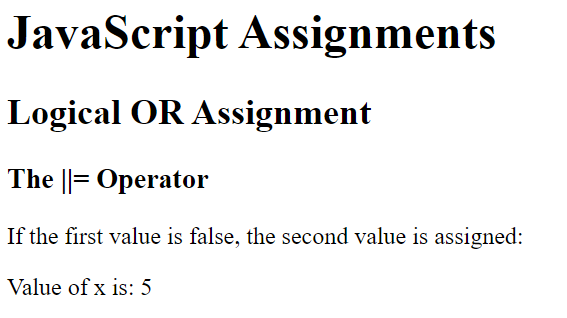 JavaScript Assignments
Logical OR Assignment
The ||= Operator
If the first value is false, the second value is assigned:
Value of x is: 5